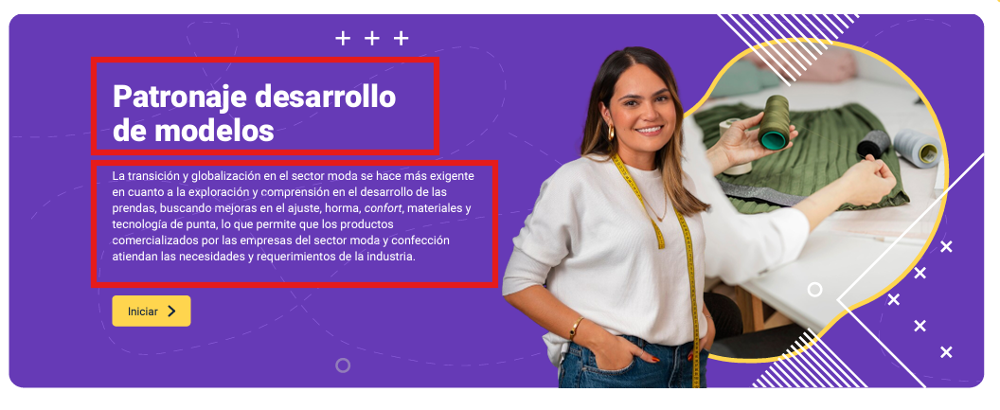 Patronaje desarrollo
de modelos
La transición y globalización en el sector moda se hace más exigente
en cuanto a la exploración y comprensión en el desarrollo de las
prendas, buscando mejoras en el ajuste, horma, confort, materiales y
tecnología de punta, lo que permite que los productos
comercializados por las empresas del sector moda y confección
atiendan las necesidades y requerimientos de la industria.
Iniciar